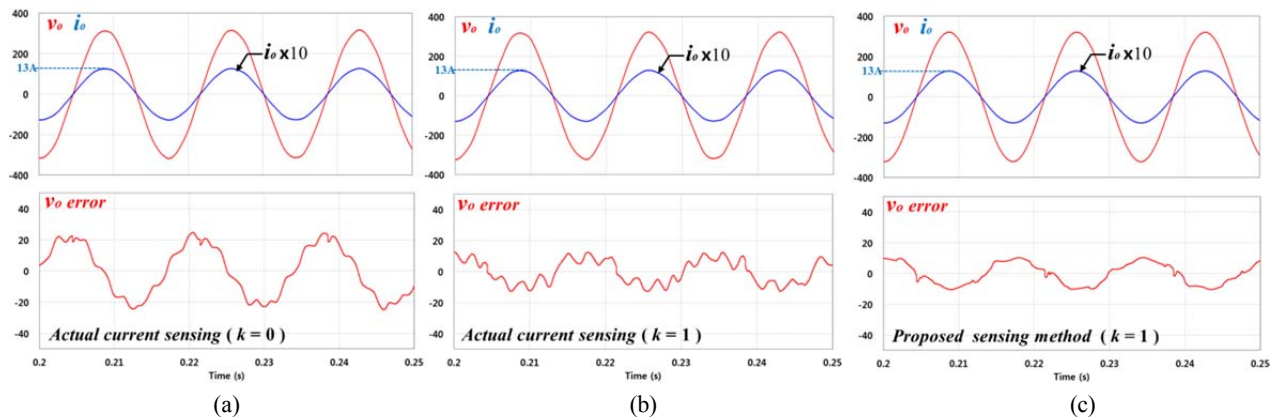 400
200
0
-200
-400
vo io
13A
io x10
40
20
0
-20
-40
vo error
Actual current sensing ( k = 0 )
0.2 0.21 0.22 0.23 0.24 0.25
Time (s)
(a)
400
200
0
-200
-400
vo io
13A
io x10
40
20
0
-20
-40
vo error
Actual current sensing ( k = 1 )
0.2 0.21 0.22 0.23 0.24 0.25
Time (s)
(b)
400
200
0
-200
-400
vo io
13A
io x10
40
20
0
-20
-40
vo error
Proposed sensing method ( k = 1 )
0.2 0.21 0.22 0.23 0.24 0.25
Time (s)
(c)